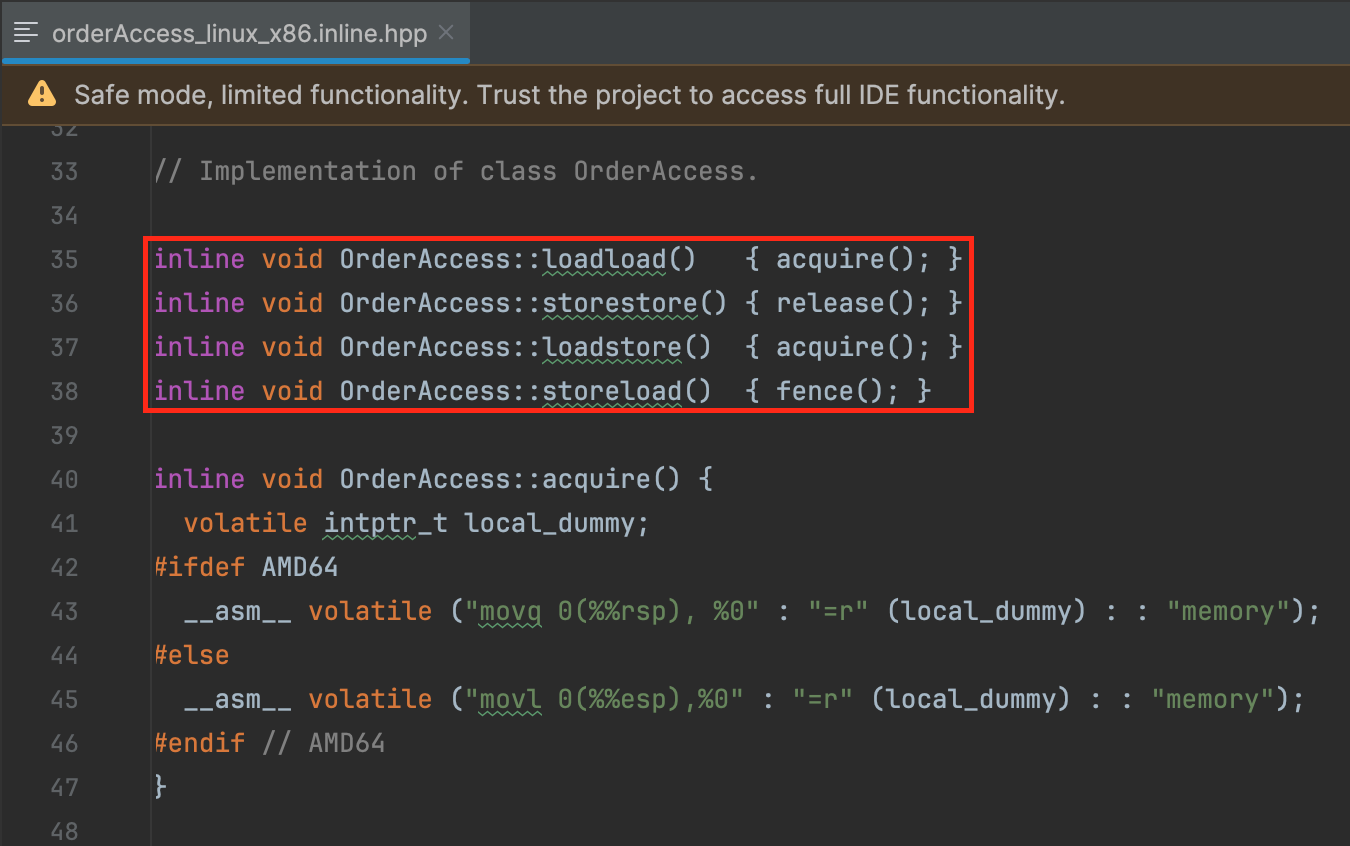 orderAccess_linux_x86.inline.hpp
Safe mode, limited functionality. Trust the project to access full IDE functionality.
32
33 // Implementation of class OrderAccess.
34
35 inline void OrderAccess::loadload()   { acquire(); }
36 inline void OrderAccess::storestore() { release(); }
37 inline void OrderAccess::loadstore()  { acquire(); }
38 inline void OrderAccess::storeload()  { fence(); }
39
40 inline void OrderAccess::acquire() {
41   volatile intptr_t local_dummy;
42 #ifdef AMD64
43   __asm__ volatile ("movq 0(%%rsp), %0" : "=r" (local_dummy) : : "memory");
44 #else
45   __asm__ volatile ("movl 0(%%esp),%0" : "=r" (local_dummy) : : "memory");
46 #endif // AMD64
47 }
48